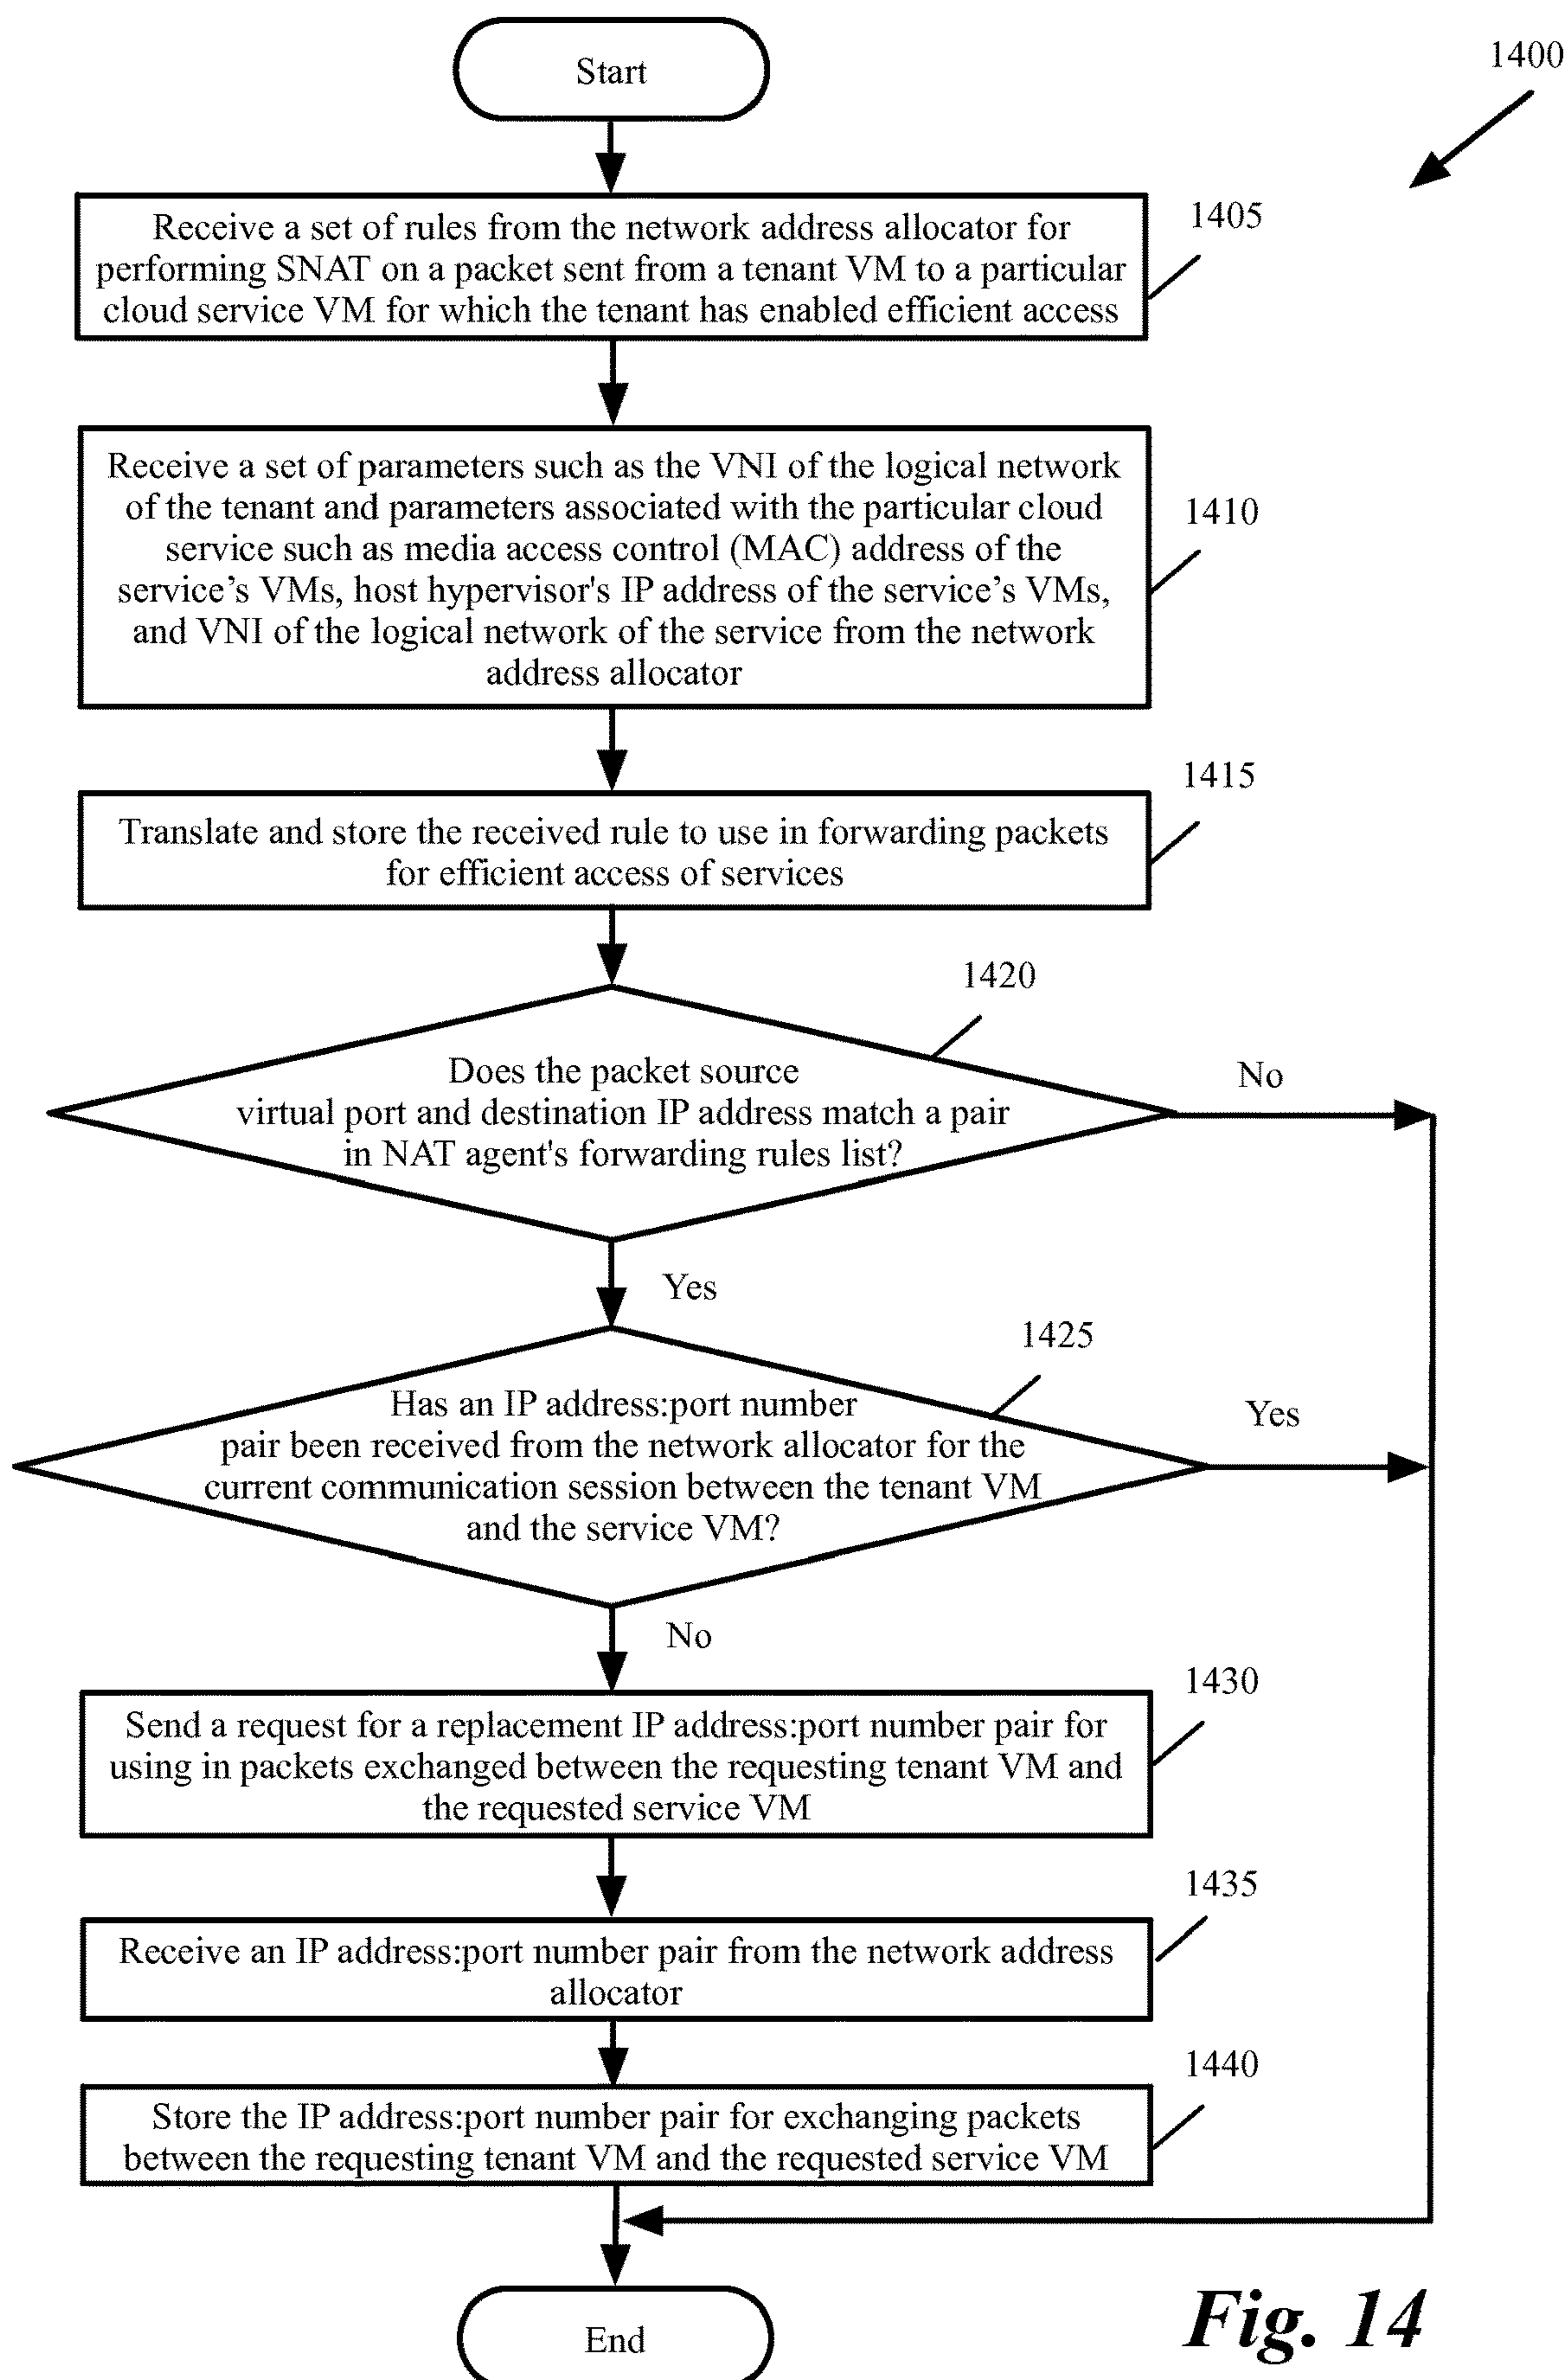 Start
1400
Receive a set of rules from the network address allocator for
performing SNAT on a packet sent from a tenant VM to a particular
cloud service VM for which the tenant has enabled efficient access
1405
Receive a set of parameters such as the VNI of the logical network
of the tenant and parameters associated with the particular cloud
service such as media access control (MAC) address of the
service's VMs, host hypervisor's IP address of the service's VMs,
and VNI of the logical network of the service from the network
address allocator
1410
Translate and store the received rule to use in forwarding packets
for efficient access of services
1415
Does the packet source
virtual port and destination IP address match a pair
in NAT agent's forwarding rules list?
1420
No
Yes
Has an IP address:port number
pair been received from the network allocator for the
current communication session between the tenant VM
and the service VM?
1425
Yes
No
Send a request for a replacement IP address:port number pair for
using in packets exchanged between the requesting tenant VM and
the requested service VM
1430
Receive an IP address:port number pair from the network address
allocator
1435
Store the IP address:port number pair for exchanging packets
between the requesting tenant VM and the requested service VM
1440
End
Fig. 14